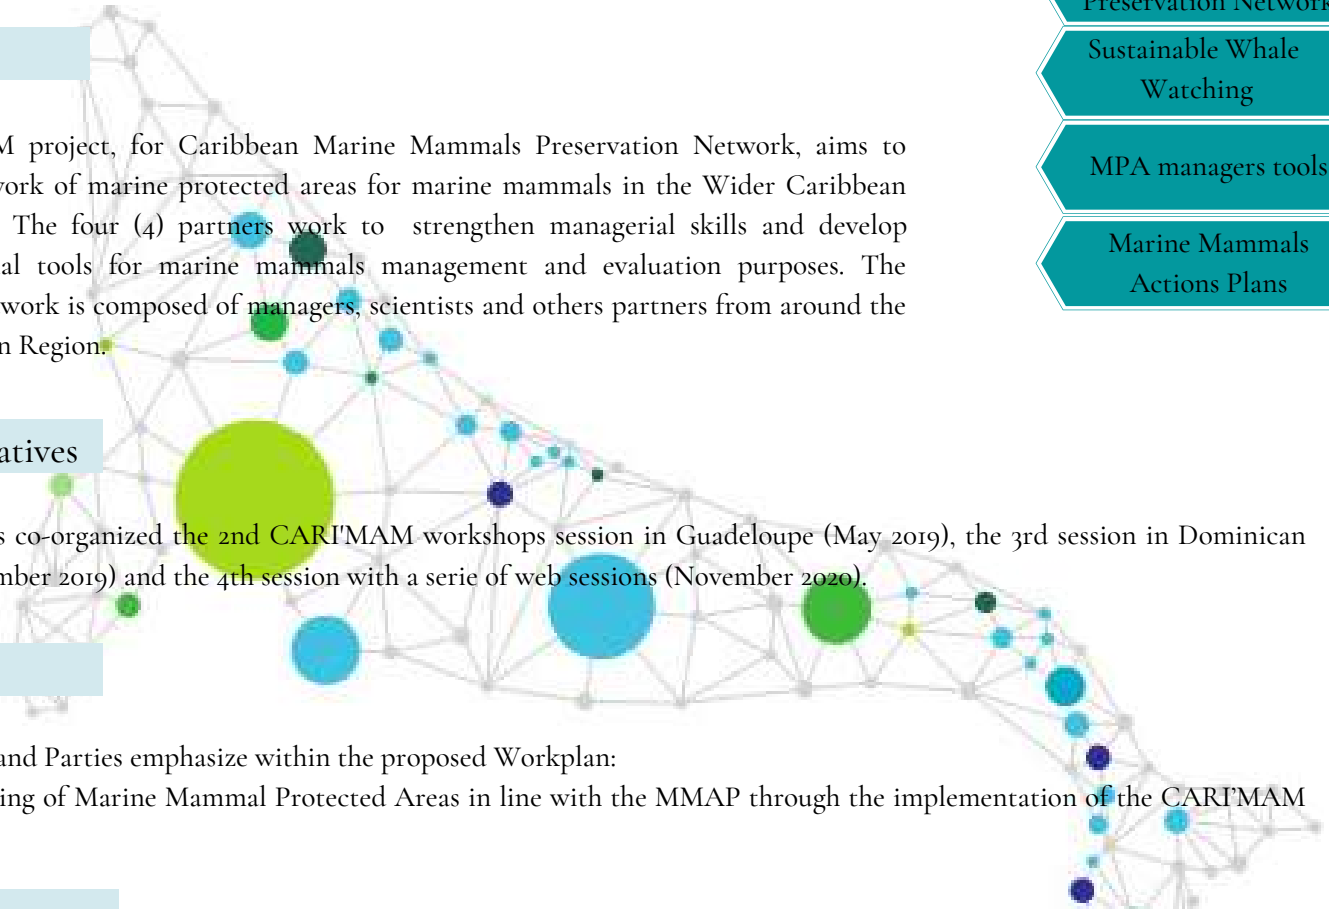 Preservation Network
Sustainable Whale
Watching
MPA managers tools
Marine Mammals
Actions Plans
M project, for Caribbean Marine Mammals Preservation Network, aims to
work of marine protected areas for marine mammals in the Wider Caribbean
The four (4) partners work to strengthen managerial skills and develop
al tools for marine mammals management and evaluation purposes. The
work is composed of managers, scientists and others partners from around the
n Region.
atives
s co-organized the 2nd CARI'MAM workshops session in Guadeloupe (May 2019), the 3rd session in Dominican
mber 2019) and the 4th session with a serie of web sessions (November 2020).
and Parties emphasize within the proposed Workplan:
ing of Marine Mammal Protected Areas in line with the MMAP through the implementation of the CARI’MAM